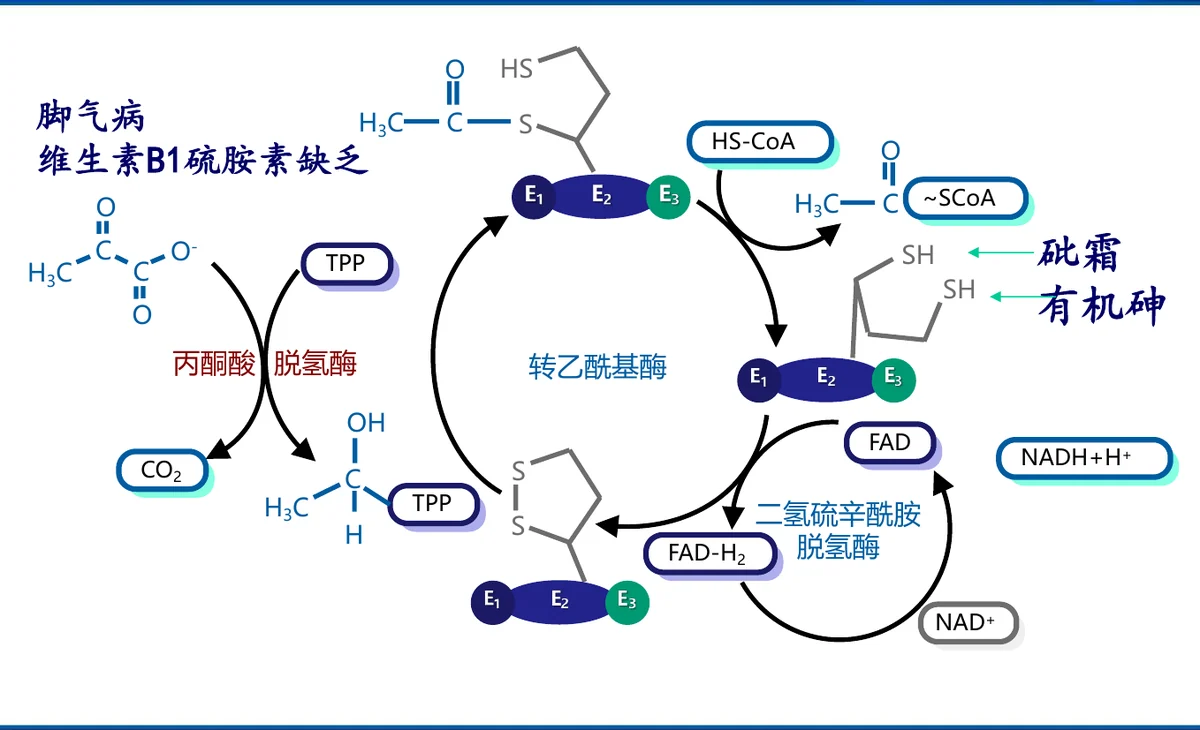 脚气病
维生素B1硫胺素缺乏
O
HS
H₃C
C
S
E₁
E₂
E₃
HS-CoA
O
H₃C
C
~SCoA
SH
砒霜
SH
有机砷
O
C
O⁻
H₃C
C
O
TPP
丙酮酸
脱氢酶
转乙酰基酶
E₁
E₂
E₃
CO₂
OH
C
H₃C
H
TPP
S
S
FAD
NADH+H⁺
二氢硫辛酰胺
脱氢酶
FAD-H₂
E₁
E₂
E₃
NAD⁺